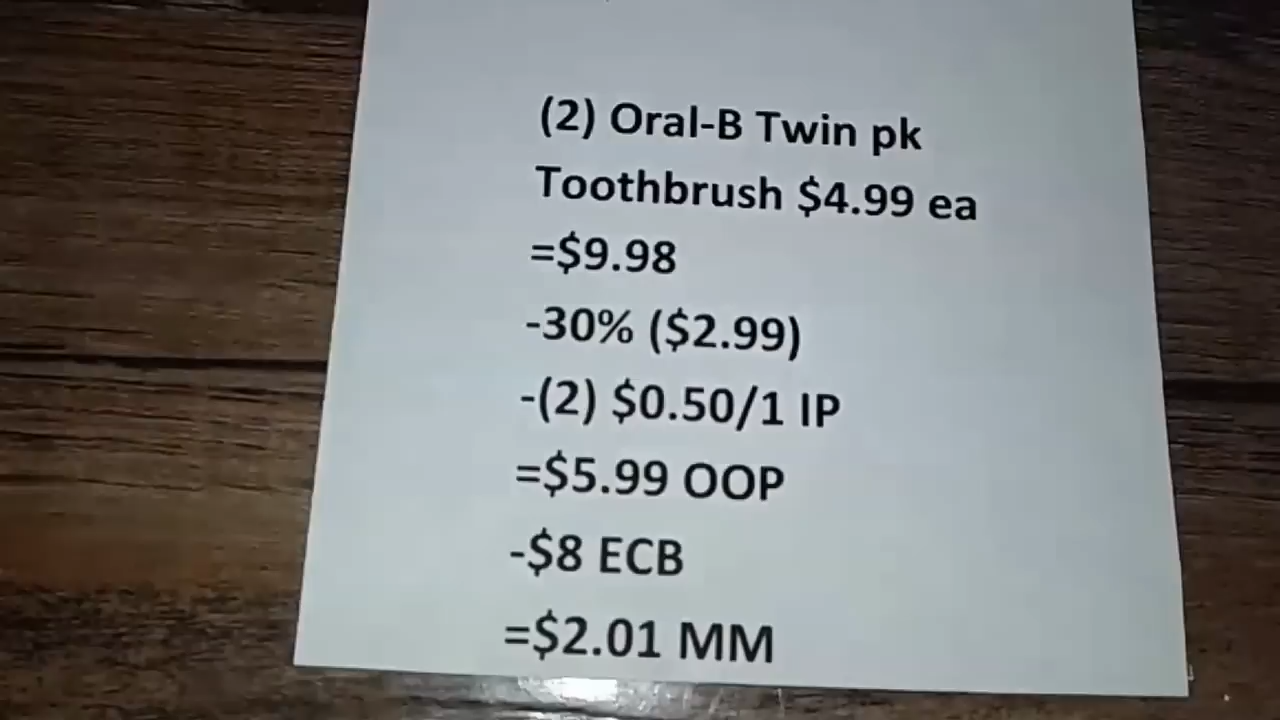 (2) Oral-B Twin pk
Toothbrush $4.99 ea
=$9.98
-30% ($2.99)
-(2) $0.50/1 IP
=$5.99 OOP
-$8 ECB
=$2.01 MM